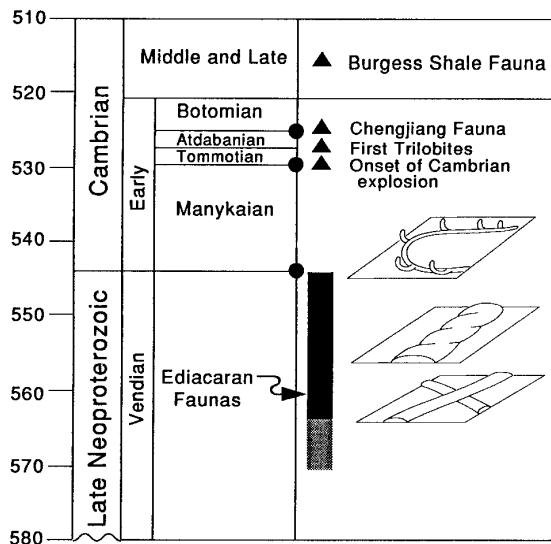 510
520
530
540
550
560
570
580
Cambrian
Late Neoproterozoic
Early
Vendian
Middle and Late
Botomian
Atdabanian
Tommotian
Manykaian
Ediacaran
Faunas
Burgess Shale Fauna
Chengjiang Fauna
First Trilobites
Onset of Cambrian
explosion